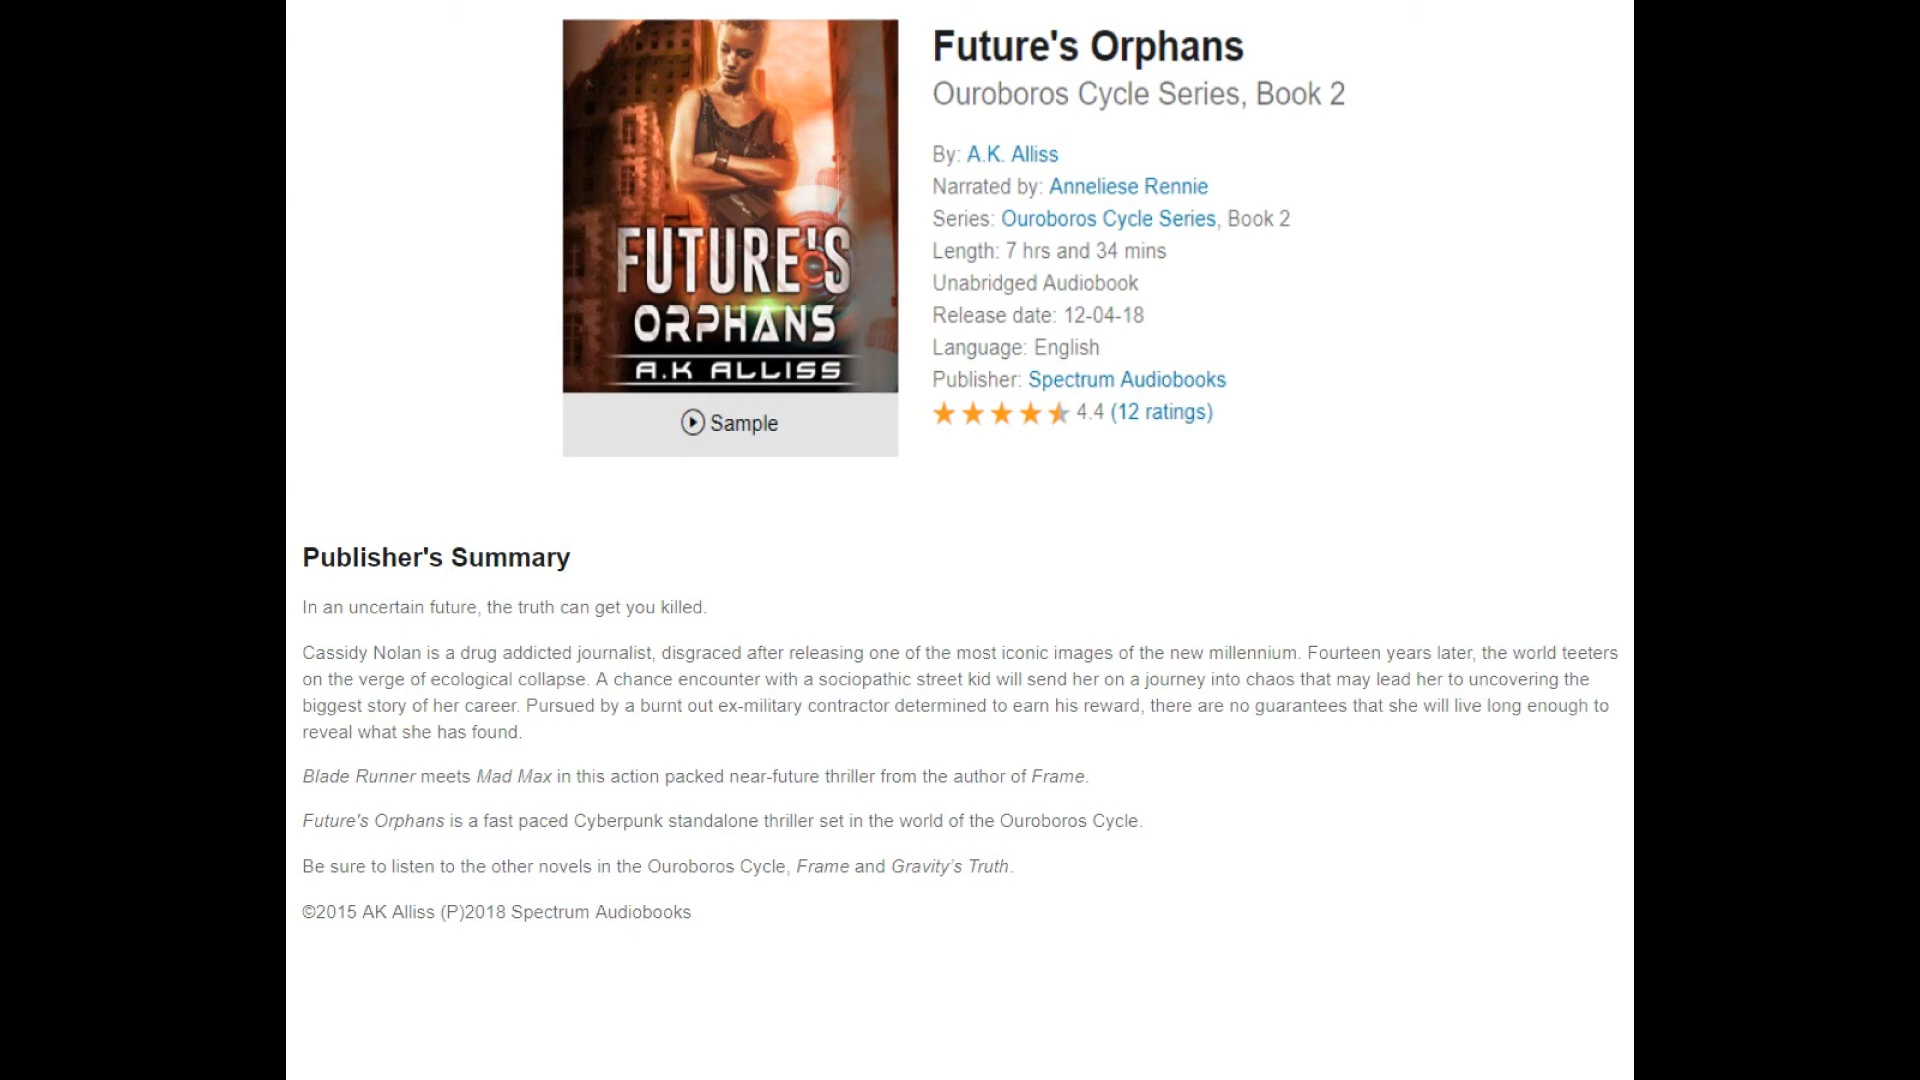 FUTURE'S
ORPHANS
A.K ALLISS
Sample
Future's Orphans
Ouroboros Cycle Series, Book 2
By: A.K. Alliss
Narrated by: Anneliese Rennie
Series: Ouroboros Cycle Series, Book 2
Length: 7 hrs and 34 mins
Unabridged Audiobook
Release date: 12-04-18
Language: English
Publisher: Spectrum Audiobooks
4.4 (12 ratings)
Publisher's Summary
In an uncertain future, the truth can get you killed.
Cassidy Nolan is a drug addicted journalist, disgraced after releasing one of the most iconic images of the new millennium. Fourteen years later, the world teeters
on the verge of ecological collapse. A chance encounter with a sociopathic street kid will send her on a journey into chaos that may lead her to uncovering the
biggest story of her career. Pursued by a burnt out ex-military contractor determined to earn his reward, there are no guarantees that she will live long enough to
reveal what she has found.
Blade Runner meets Mad Max in this action packed near-future thriller from the author of Frame.
Future's Orphans is a fast paced Cyberpunk standalone thriller set in the world of the Ouroboros Cycle.
Be sure to listen to the other novels in the Ouroboros Cycle, Frame and Gravity’s Truth.
©2015 AK Alliss (P)2018 Spectrum Audiobooks